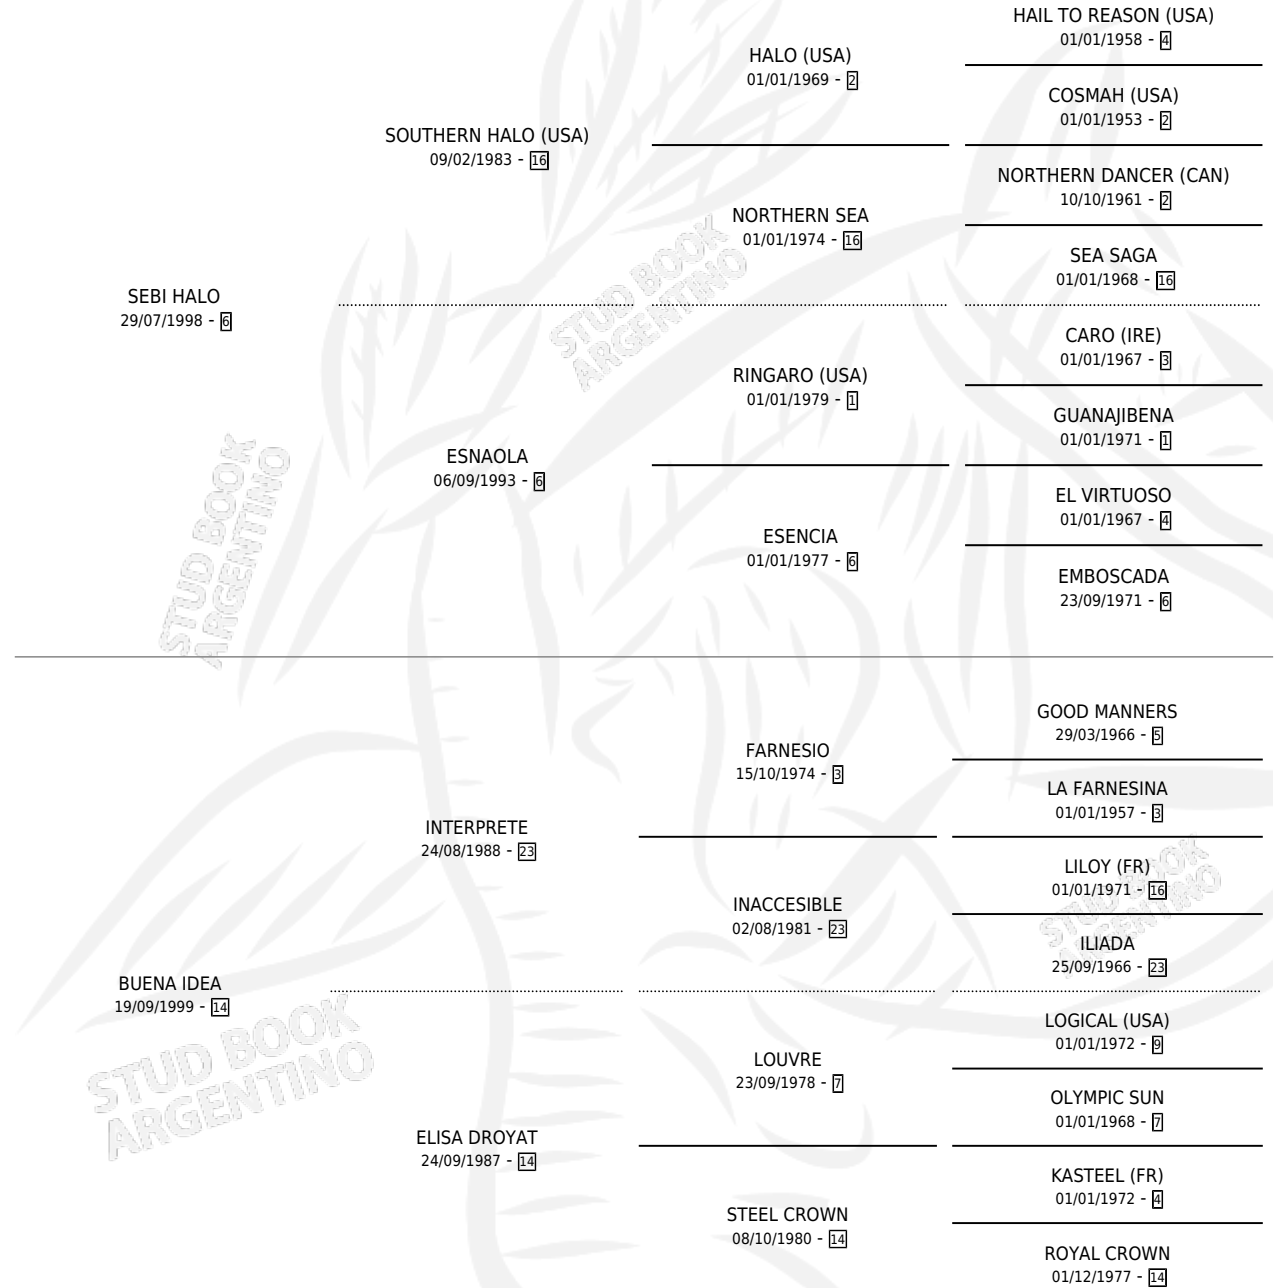 HAIL TO REASON (USA)
01/01/1958 - 4
HALO (USA)
01/01/1969 - 2
COSMAH (USA)
01/01/1953 - 2
SOUTHERN HALO (USA)
09/02/1983 - 16
NORTHERN DANCER (CAN)
10/10/1961 - 2
NORTHERN SEA
01/01/1974 - 16
SEA SAGA
01/01/1968 - 16
SEBI HALO
29/07/1998 - 6
STUD BOOK
ARGENTINO
CARO (IRE)
01/01/1967 - 3
RINGARO (USA)
01/01/1979 - 1
GUANAJIBENA
01/01/1971 - 1
ESNAOLA
06/09/1993 - 6
EL VIRTUOSO
01/01/1967 - 4
ESENCIA
01/01/1977 - 6
EMBOSCADA
23/09/1971 - 6
STUD BOOK
ARGENTINO
GOOD MANNERS
29/03/1966 - 5
FARNESIO
15/10/1974 - 3
LA FARNESINA
01/01/1957 - 3
INTERPRETE
24/08/1988 - 23
LILOY (FR)
01/01/1971 - 16
INACCESIBLE
02/08/1981 - 23
ILIADA
25/09/1966 - 23
STUD BOOK
ARGENTINO
BUENA IDEA
19/09/1999 - 14
LOGICAL (USA)
01/01/1972 - 9
LOUVRE
23/09/1978 - 7
OLYMPIC SUN
01/01/1968 - 7
STUD BOOK
ARGENTINO
ELISA DROYAT
24/09/1987 - 14
KASTEEL (FR)
01/01/1972 - 4
STEEL CROWN
08/10/1980 - 14
ROYAL CROWN
01/12/1977 - 14